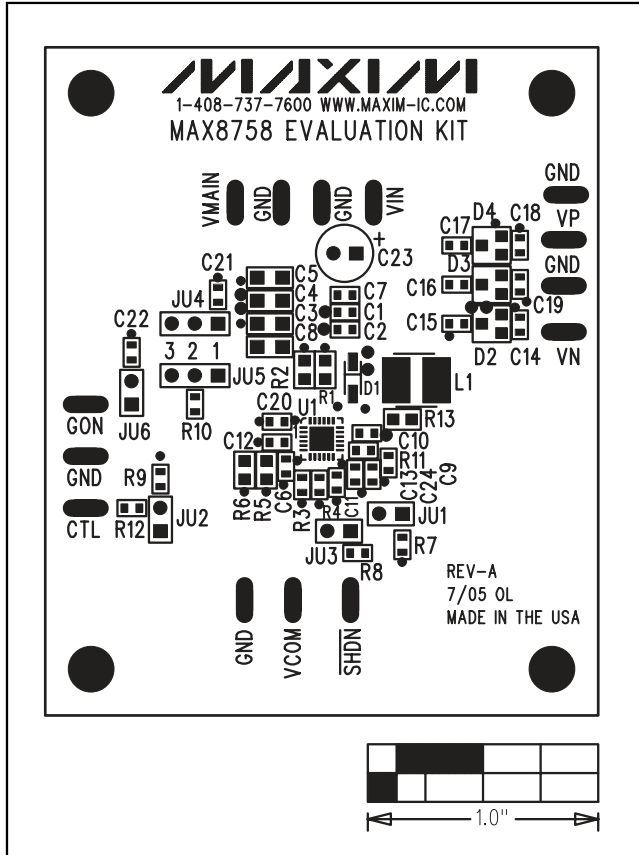 MAXIM
1-408-737-7600 WWW.MAXIM-IC.COM
MAX8758 EVALUATION KIT
VMAIN
GND
GND
VIN
GND
VP
GND
VN
C17
D4
C18
D3
C16
C19
C15
D2
C14
+
C23
C21
C5
C4
C3
C8
C7
C1
C2
JU4
C22
3 2 1
JU5
R2
R1
D1
L1
GON
JU6
R10
C20
U1
R13
C12
C10
R11
GND
R9
R6
R5
C6
R3
R4
C11
C13
C24
C9
CTL
R12
JU2
JU3
JU1
R8
R7
REV-A
7/05 OL
MADE IN THE USA
GND
VCOM
SHDN
1.0"